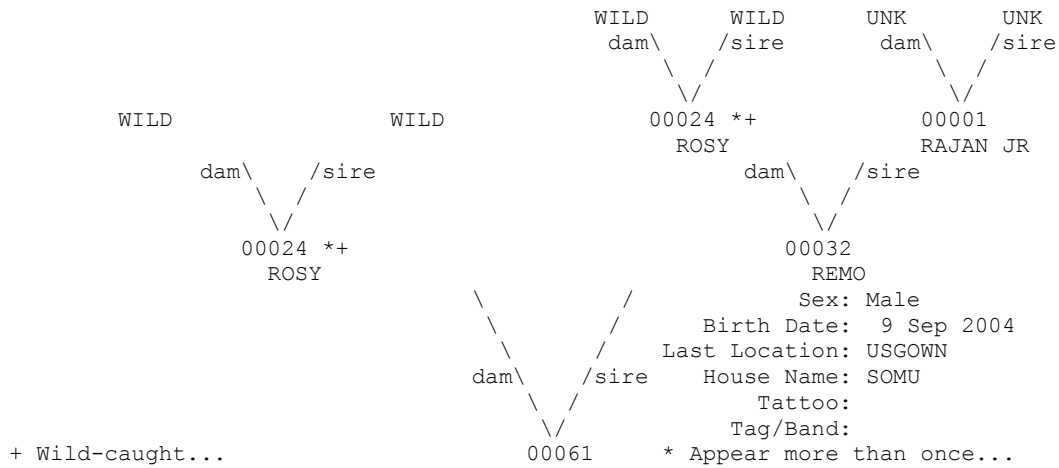 WILD WILD UNK UNK
dam\ /sire dam\ /sire
\ / \ /
\/ \/
WILD WILD 00024 *+ 00001
ROSY RAJAN JR
dam\ /sire dam\ /sire
\ / \ /
\/ \/
00024 *+ 00032
ROSY REMO
\ / Sex: Male
\ / Birth Date: 9 Sep 2004
\ / Last Location: USGOWN
dam\ /sire House Name: SOMU
\ / Tattoo:
\/ Tag/Band:
+ Wild-caught... 00061 * Appear more than once...